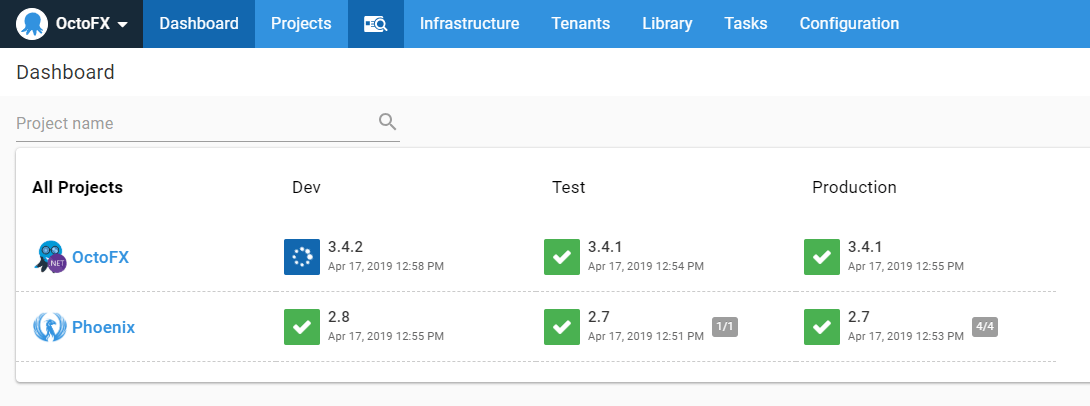 OctoFX Dashboard Projects Infrastructure Tenants Library Tasks Configuration
Dashboard
Project name
All Projects Dev Test Production
.NET OctoFX 3.4.2 3.4.1 3.4.1
Apr 17, 2019 12:58 PM Apr 17, 2019 12:54 PM Apr 17, 2019 12:55 PM
Phoenix 2.8 2.7 1/1 2.7 4/4
Apr 17, 2019 12:55 PM Apr 17, 2019 12:51 PM Apr 17, 2019 12:53 PM